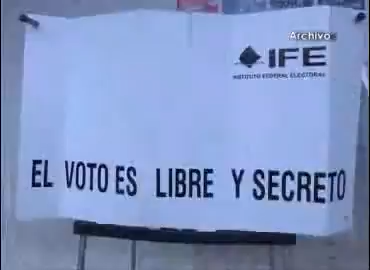 Archivo
IFE
INSTITUTO FEDERAL ELECTORAL
EL VOTO ES LIBRE Y SECRETO